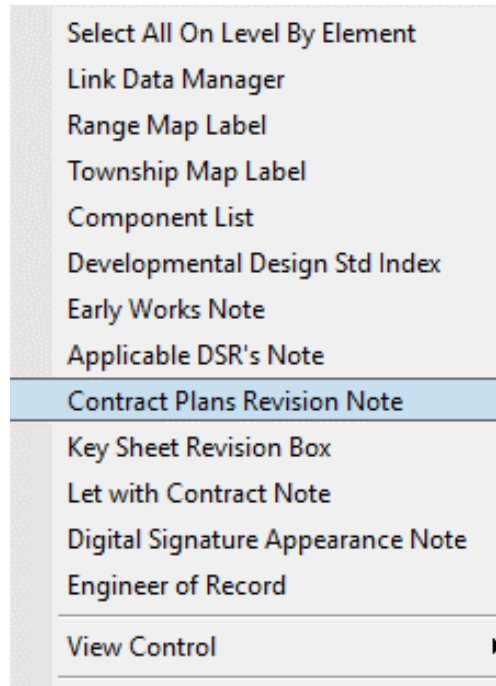 Select All On Level By Element
Link Data Manager
Range Map Label
Township Map Label
Component List
Developmental Design Std Index
Early Works Note
Applicable DSR's Note
Contract Plans Revision Note
Key Sheet Revision Box
Let with Contract Note
Digital Signature Appearance Note
Engineer of Record
View Control